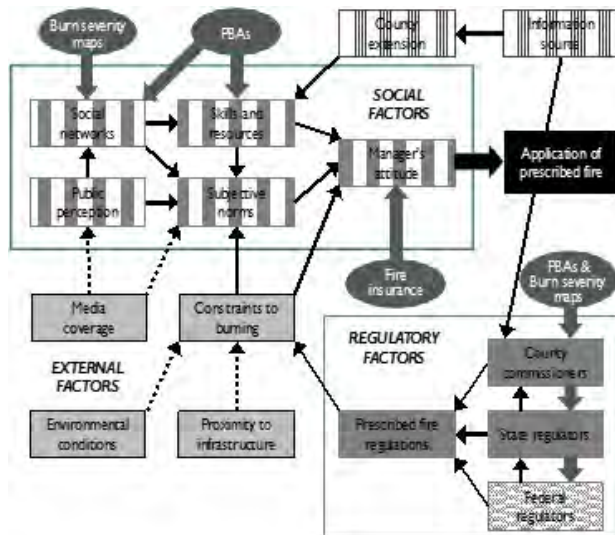 Burn severity
maps
PBAs
County
extension
Information
source
SOCIAL
FACTORS
Social
networks
Skills and
resources
Manager's
attitude
Application of
prescribed fire
Public
perception
Subjective
norms
Fire
insurance
PBAs &
Burn severity
maps
Media
coverage
Constraints to
burning
REGULATORY
FACTORS
County
commissioners
EXTERNAL
FACTORS
Environmental
conditions
Proximity to
infrastructure
Prescribed fire
regulations
State regulators
Federal
regulators